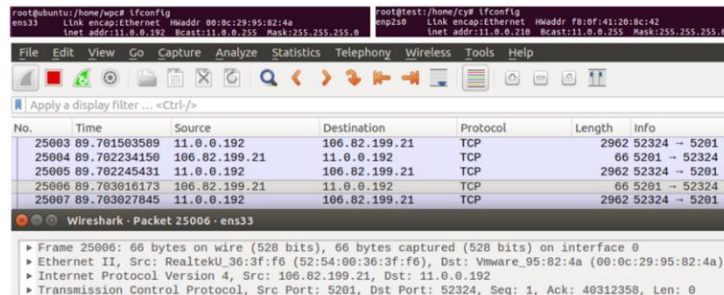 root@ubuntu:/home/wpc# ifconfig
ens33 Link encap:Ethernet HWaddr 00:0c:29:95:82:4a
inet addr:11.0.0.192 Bcast:11.0.0.255 Mask:255.255.255.0
root@test:/home/cy# ifconfig
enp2s0 Link encap:Ethernet HWaddr f8:0f:41:20:8c:42
inet addr:11.0.0.210 Bcast:11.0.0.255 Mask:255.255.255.0
File Edit View Go Capture Analyze Statistics Telephony Wireless Tools Help
Apply a display filter ... <Ctrl-/>
No. Time Source Destination Protocol Length Info
25003 89.701503589 11.0.0.192 106.82.199.21 TCP 2962 52324 → 5201
25004 89.702234150 106.82.199.21 11.0.0.192 TCP 66 5201 → 52324
25005 89.702245431 11.0.0.192 106.82.199.21 TCP 2962 52324 → 5201
25006 89.703016173 106.82.199.21 11.0.0.192 TCP 66 5201 → 52324
25007 89.703027845 11.0.0.192 106.82.199.21 TCP 2962 52324 → 5201
Wireshark · Packet 25006 · ens33
Frame 25006: 66 bytes on wire (528 bits), 66 bytes captured (528 bits) on interface 0
Ethernet II, Src: RealtekU_36:3f:f6 (52:54:00:36:3f:f6), Dst: Vmware_95:82:4a (00:0c:29:95:82:4a)
Internet Protocol Version 4, Src: 106.82.199.21, Dst: 11.0.0.192
Transmission Control Protocol, Src Port: 5201, Dst Port: 52324, Seq: 1, Ack: 40312358, Len: 0